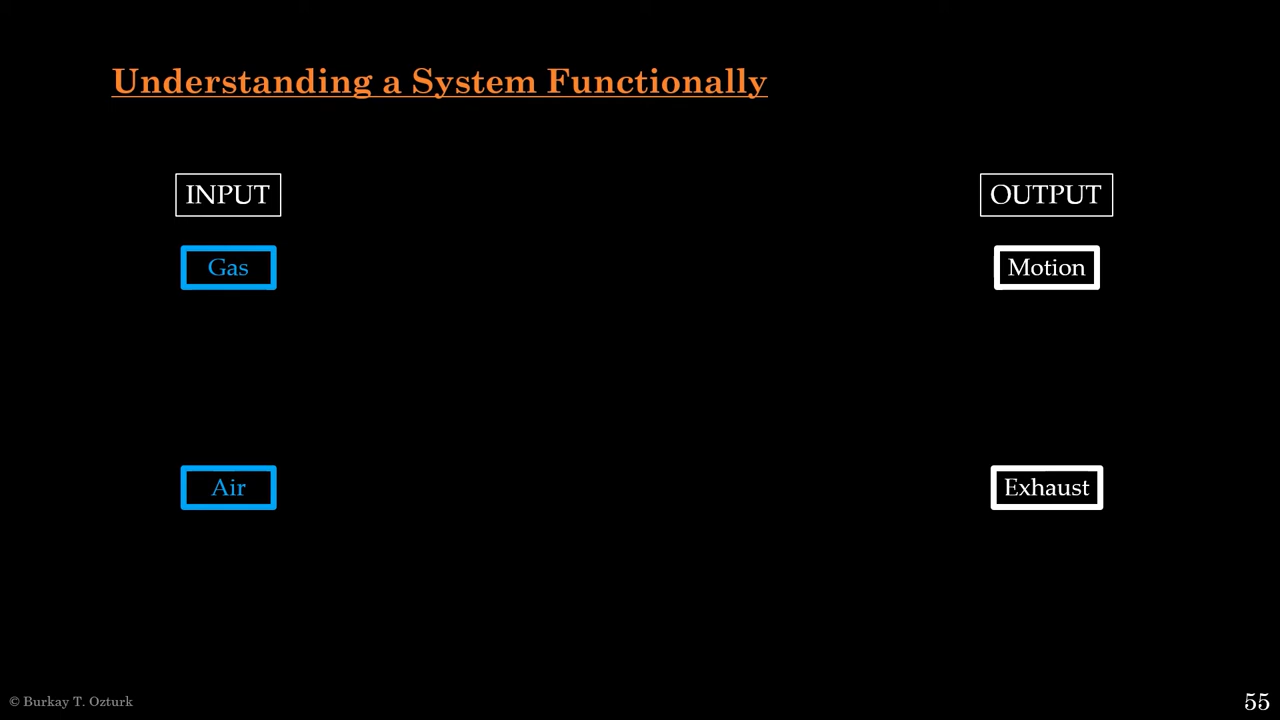 Understanding a System Functionally
INPUT
OUTPUT
Gas
Motion
Air
Exhaust
© Burkay T. Ozturk
55